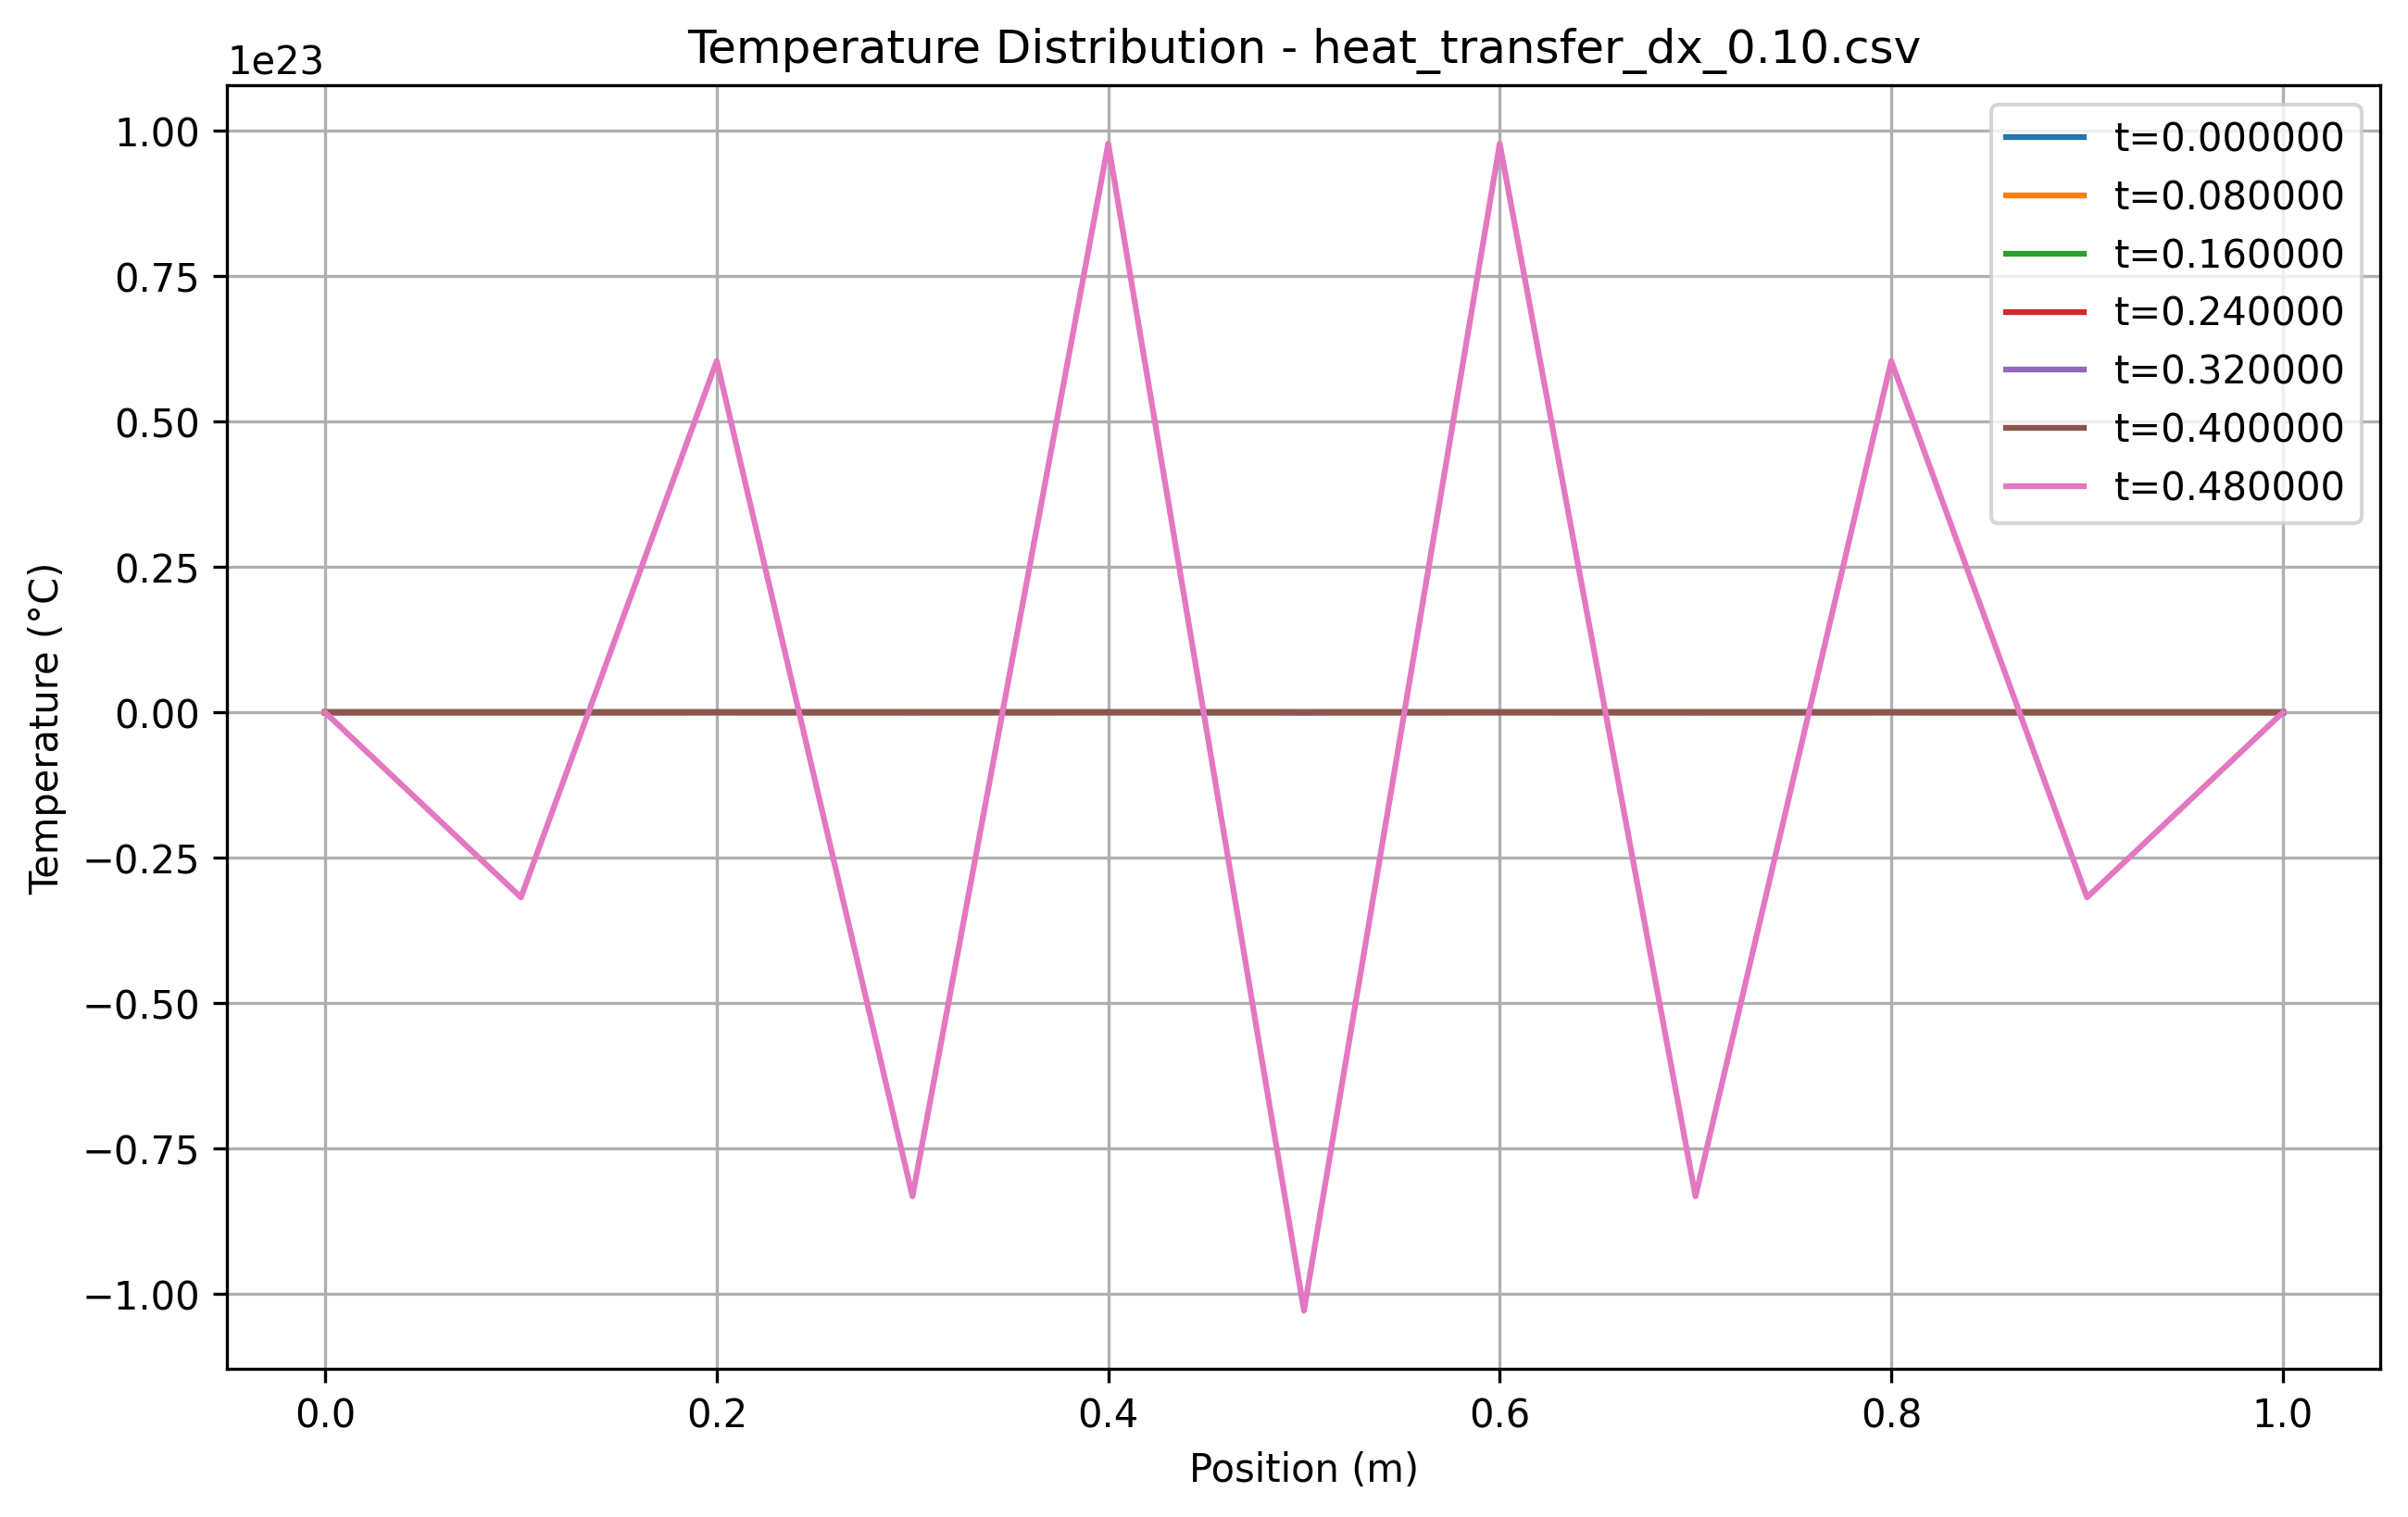 Temperature Distribution - heat_transfer_dx_0.10.csv
1e23
1.00
0.75
0.50
0.25
0.00
−0.25
−0.50
−0.75
−1.00
Temperature (°C)
t=0.000000
t=0.080000
t=0.160000
t=0.240000
t=0.320000
t=0.400000
t=0.480000
0.0 0.2 0.4 0.6 0.8 1.0
Position (m)